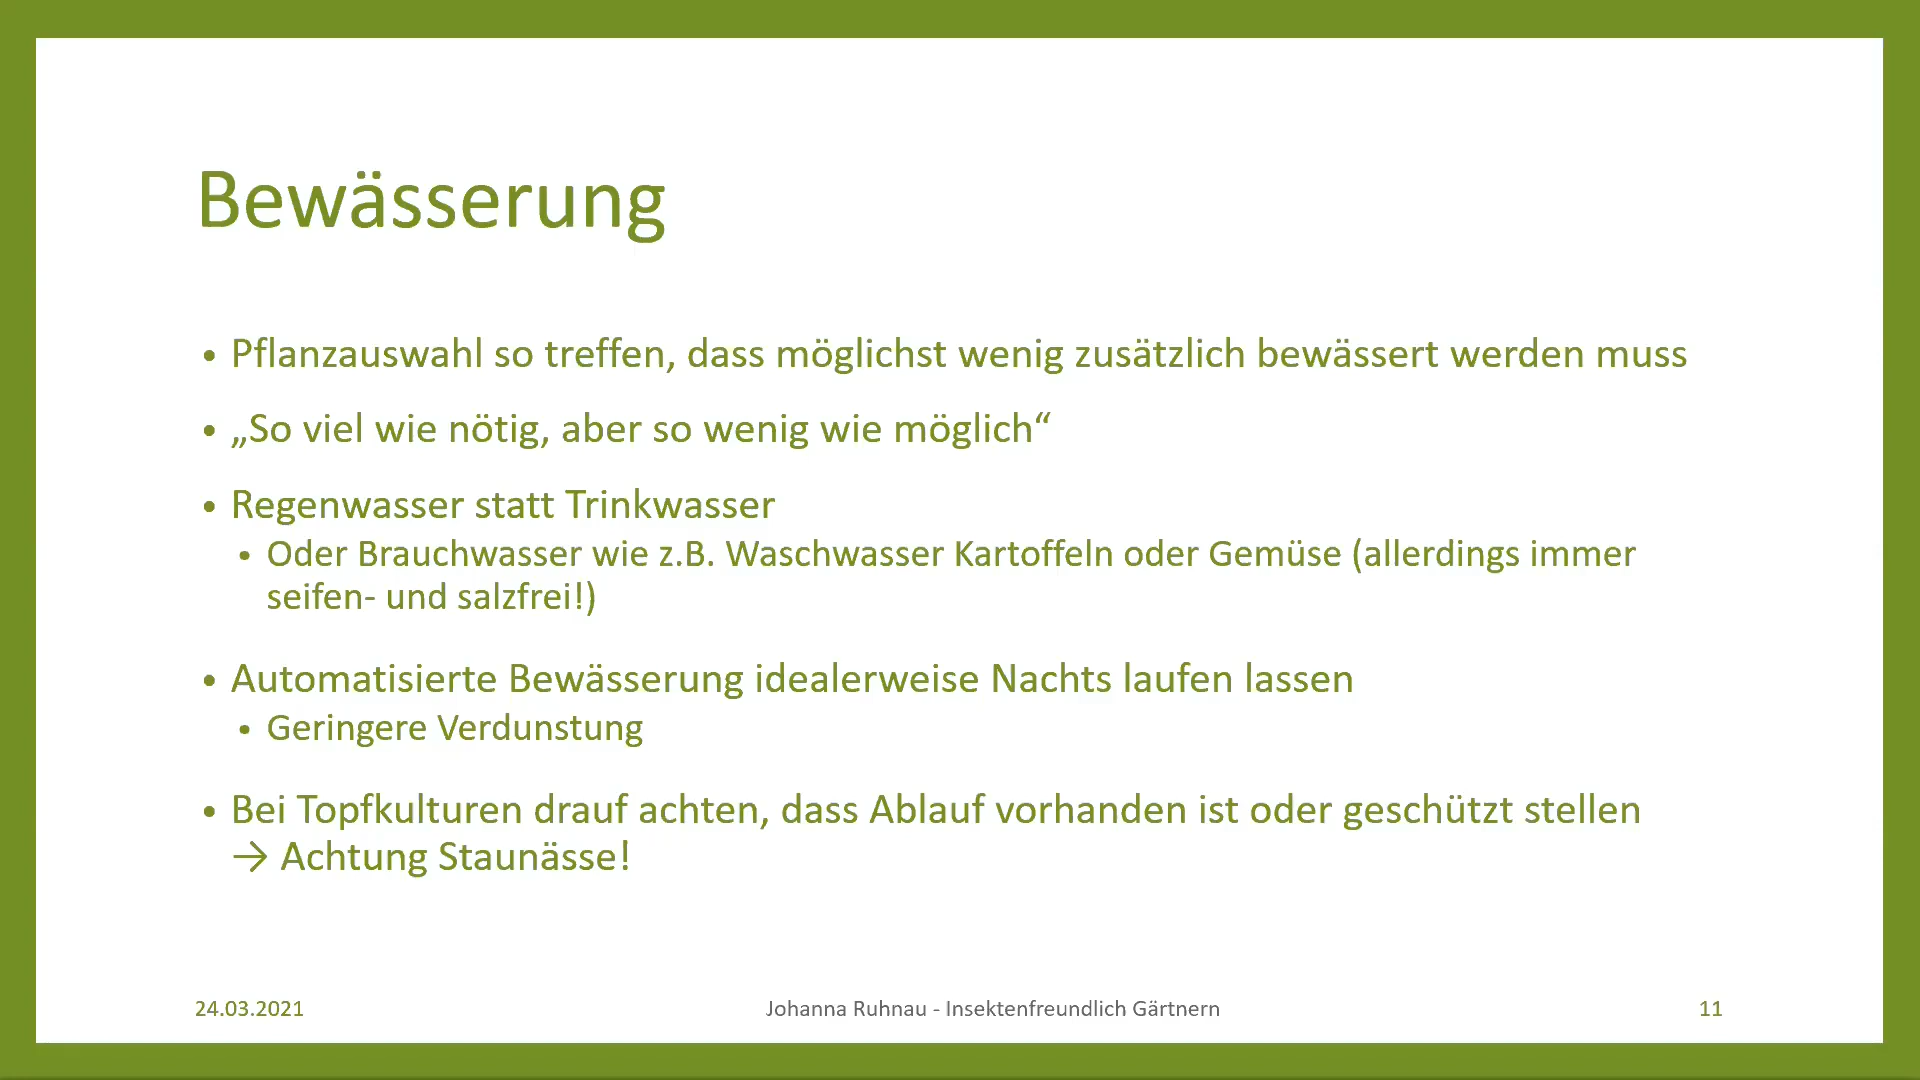 Bewässerung
• Pflanzauswahl so treffen, dass möglichst wenig zusätzlich bewässert werden muss
• „So viel wie nötig, aber so wenig wie möglich“
• Regenwasser statt Trinkwasser
• Oder Brauchwasser wie z.B. Waschwasser Kartoffeln oder Gemüse (allerdings immer
seifen- und salzfrei!)
• Automatisierte Bewässerung idealerweise Nachts laufen lassen
• Geringere Verdunstung
• Bei Topfkulturen drauf achten, dass Ablauf vorhanden ist oder geschützt stellen
→ Achtung Staunässe!
24.03.2021
Johanna Ruhnau - Insektenfreundlich Gärtnern
11